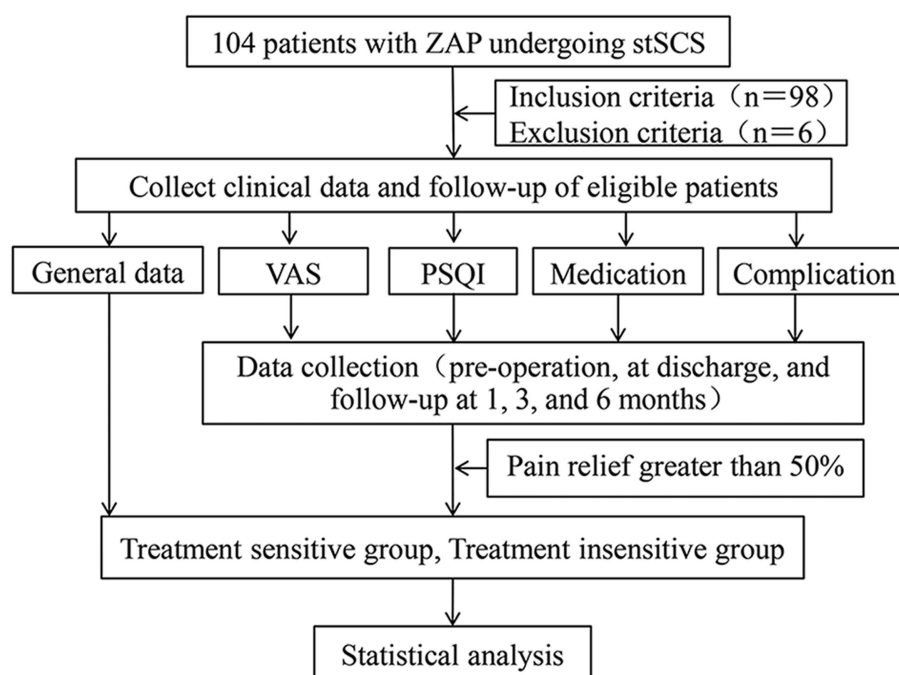 104 patients with ZAP undergoing stSCS
Inclusion criteria（n＝98）
Exclusion criteria（n＝6）
Collect clinical data and follow-up of eligible patients
General data
VAS
PSQI
Medication
Complication
Data collection（pre-operation, at discharge, and
follow-up at 1, 3, and 6 months）
Pain relief greater than 50%
Treatment sensitive group, Treatment insensitive group
Statistical analysis